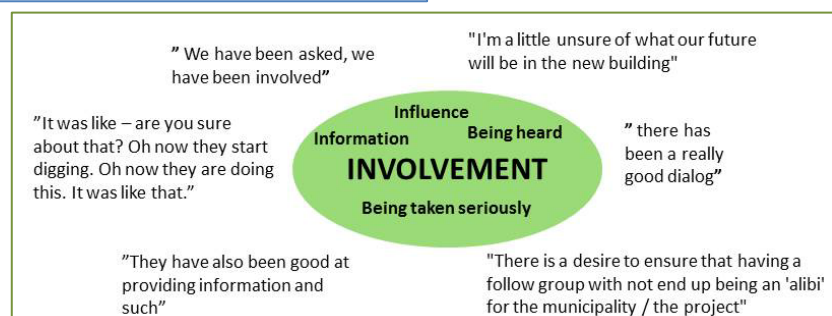 ” We have been asked, we
have been involved”
"I'm a little unsure of what our future
will be in the new building"
”It was like – are you sure
about that? Oh now they start
digging. Oh now they are doing
this. It was like that.”
Influence
Information
Being heard
INVOLVEMENT
Being taken seriously
” there has
been a really
good dialog”
”They have also been good at
providing information and
such”
"There is a desire to ensure that having a
follow group with not end up being an 'alibi'
for the municipality / the project"